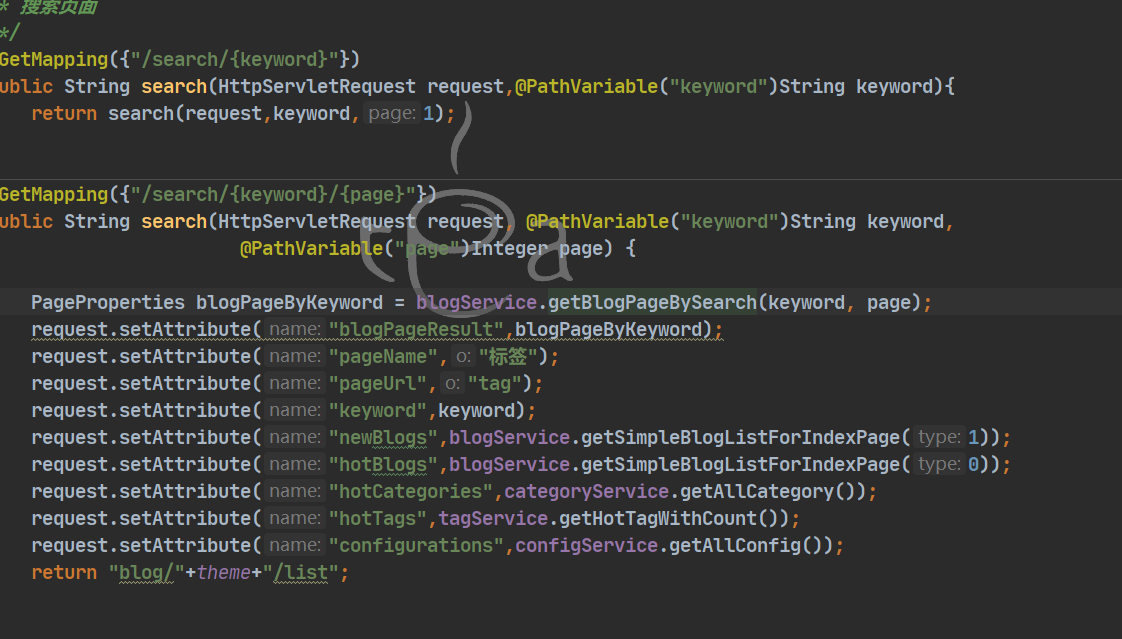 * 搜索页面
*/
GetMapping({"/search/{keyword}"})
ublic String search(HttpServletRequest request,@PathVariable("keyword")String keyword){
return search(request,keyword, page: 1);
GetMapping({"/search/{keyword}/{page}"})
ublic String search(HttpServletRequest request, @PathVariable("keyword")String keyword,
@PathVariable("page")Integer page) {
PageProperties blogPageByKeyword = blogService.getBlogPageBySearch(keyword, page);
request.setAttribute( name: "blogPageResult",blogPageByKeyword);
request.setAttribute( name: "pageName", o: "标签");
request.setAttribute( name: "pageUrl", o: "tag");
request.setAttribute( name: "keyword",keyword);
request.setAttribute( name: "newBlogs",blogService.getSimpleBlogListForIndexPage( type: 1));
request.setAttribute( name: "hotBlogs",blogService.getSimpleBlogListForIndexPage( type: 0));
request.setAttribute( name: "hotCategories",categoryService.getAllCategory());
request.setAttribute( name: "hotTags",tagService.getHotTagWithCount());
request.setAttribute( name: "configurations",configService.getAllConfig());
return "blog/"+theme+"/list";